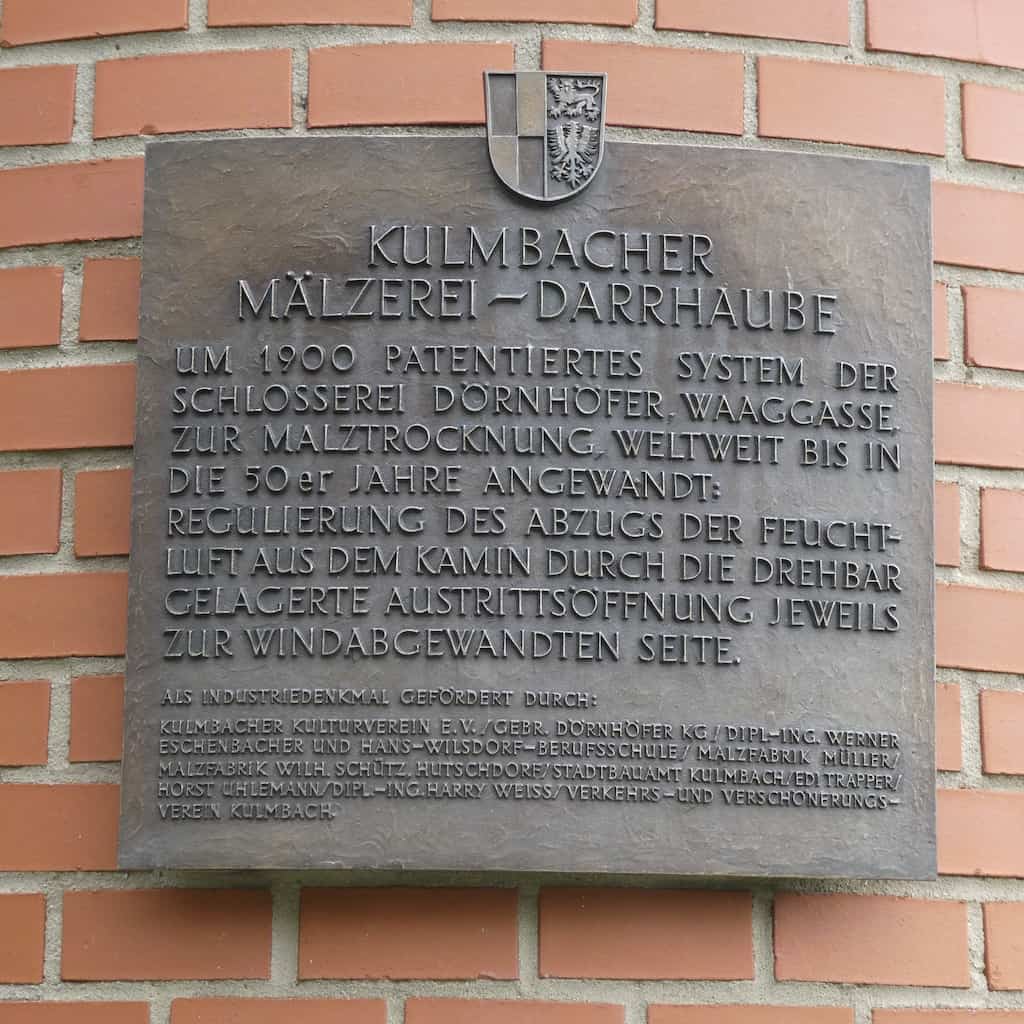 KULMBACHER
MÄLZEREI – DARRHAUBE
UM 1900 PATENTIERTES SYSTEM DER
SCHLOSSEREI DÖRNHÖFER, WAAGGASSE,
ZUR MALZTROCKNUNG, WELTWEIT BIS IN
DIE 50er JAHRE ANGEWANDT:
REGULIERUNG DES ABZUGS DER FEUCHT-
LUFT AUS DEM KAMIN DURCH DIE DREHBAR
GELAGERTE AUSTRITTSÖFFNUNG JEWEILS
ZUR WINDABGEWANDTEN SEITE.
ALS INDUSTRIEDENKMAL GEFÖRDERT DURCH:
KULMBACHER KULTURVEREIN E.V./GEBR. DÖRNHÖFER KG/DIPL-ING. WERNER
ESCHENBACHER UND HANS-WILSDORF-BERUFSSCHULE/MALZFABRIK MÜLLER/
MALZFABRIK WILH. SCHÜTZ, HUTSCHDORF/STADTBAUAMT KULMBACH/EDI TRAPPER/
HORST UHLEMANN/DIPL-ING. HARRY WEISS/VERKEHRS-UND VERSCHÖNERUNGS-
VEREIN KULMBACH.